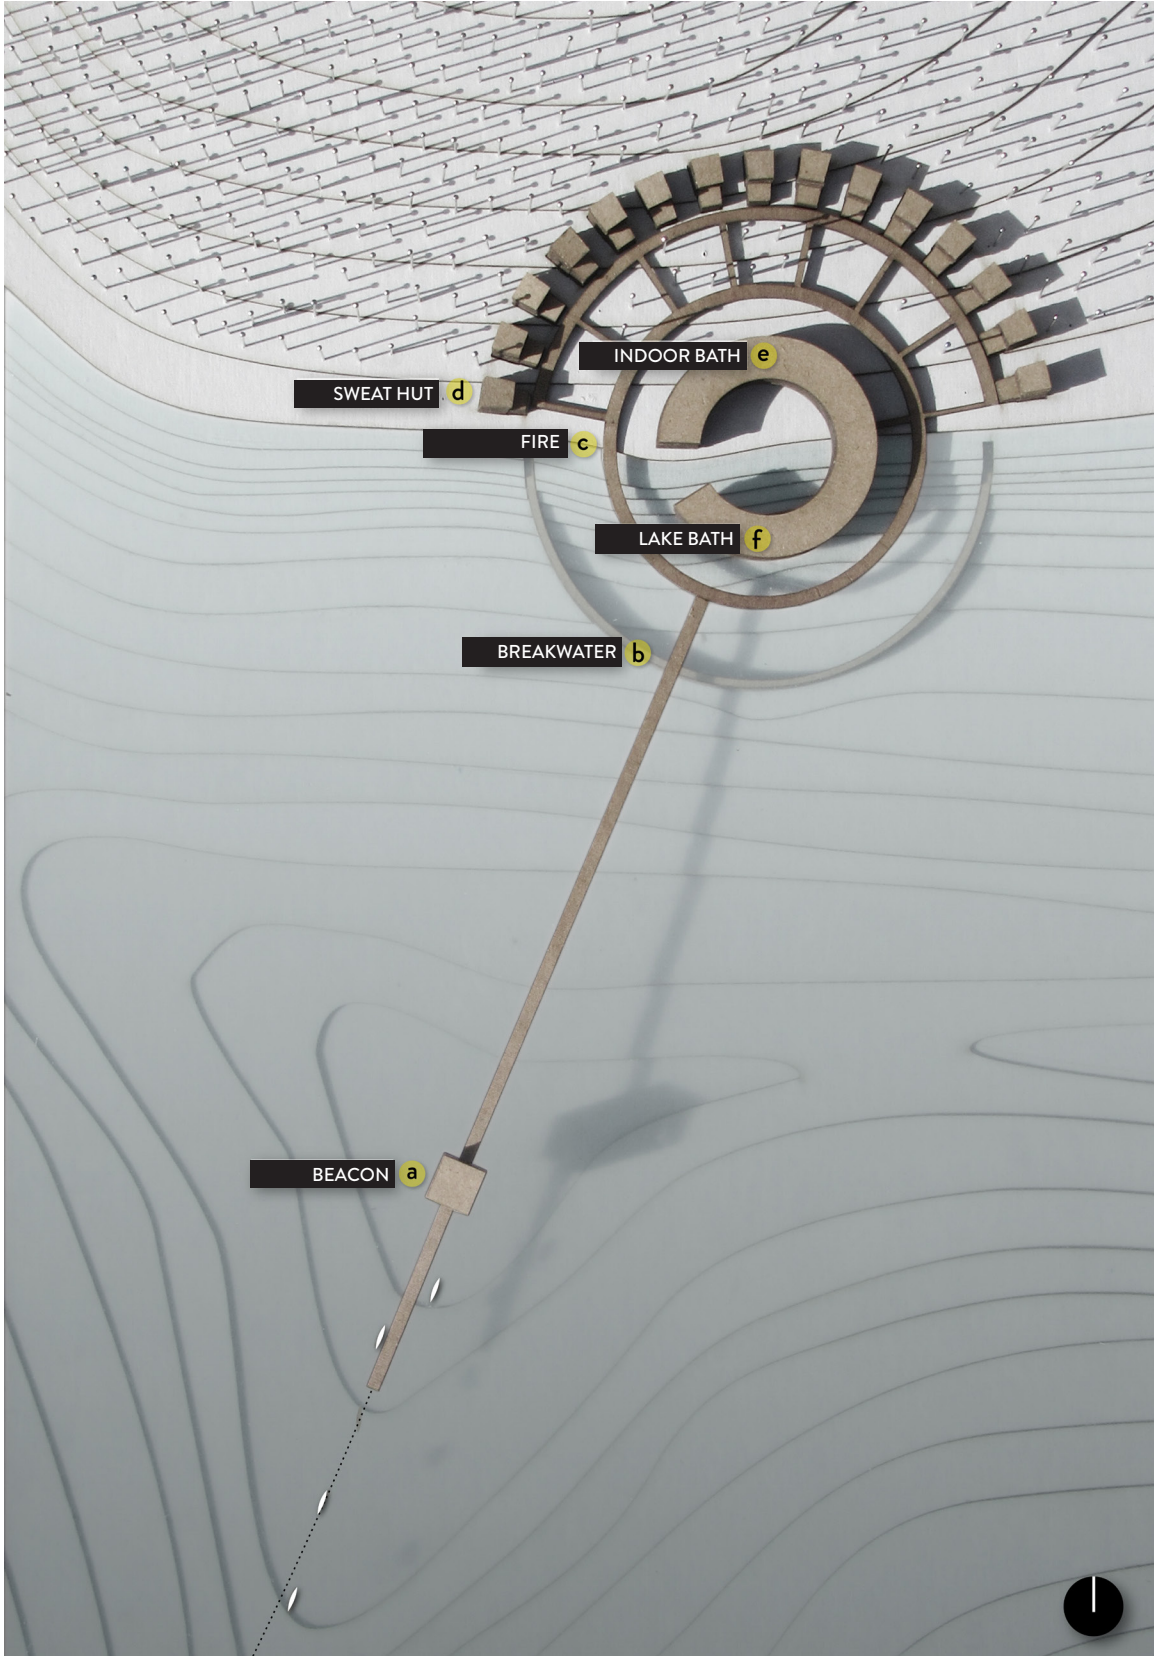 INDOOR BATH e
SWEAT HUT d
FIRE c
LAKE BATH f
BREAKWATER b
BEACON a